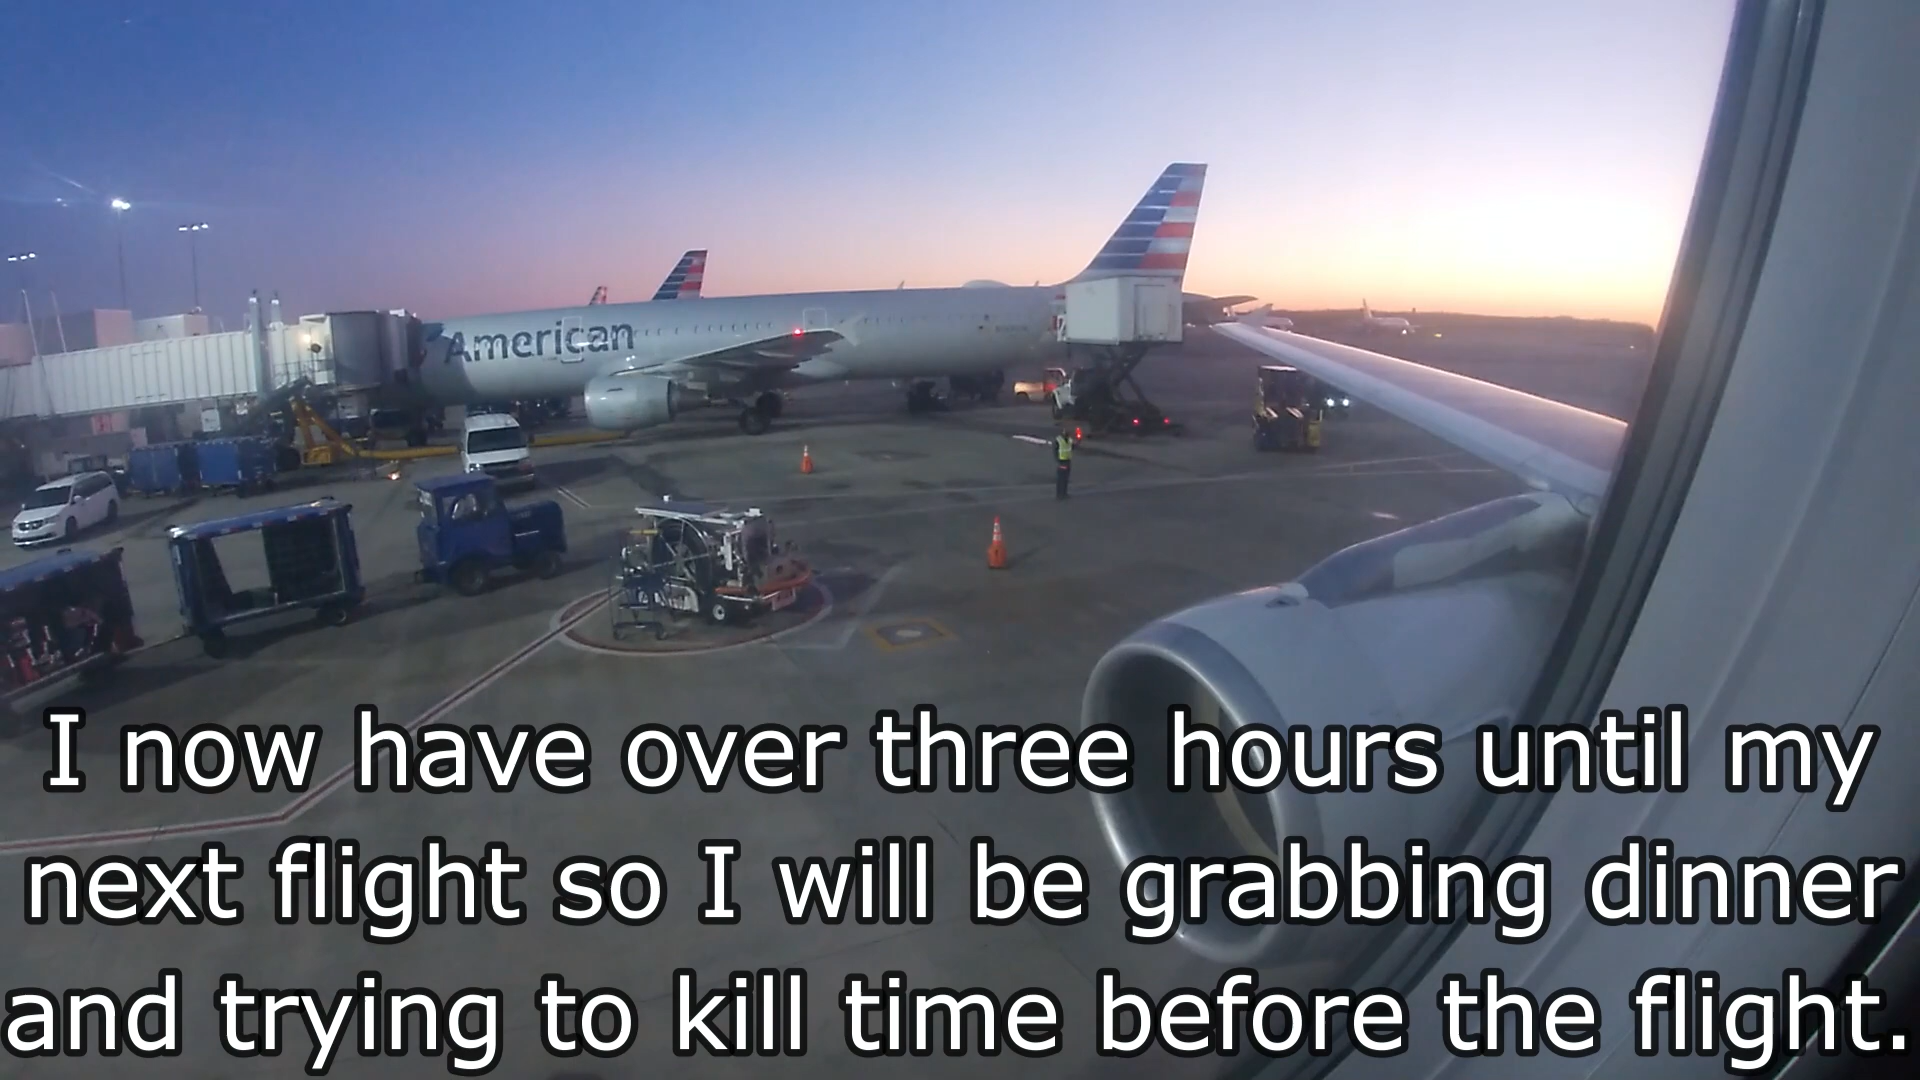 American
I now have over three hours until my
next flight so I will be grabbing dinner
and trying to kill time before the flight.